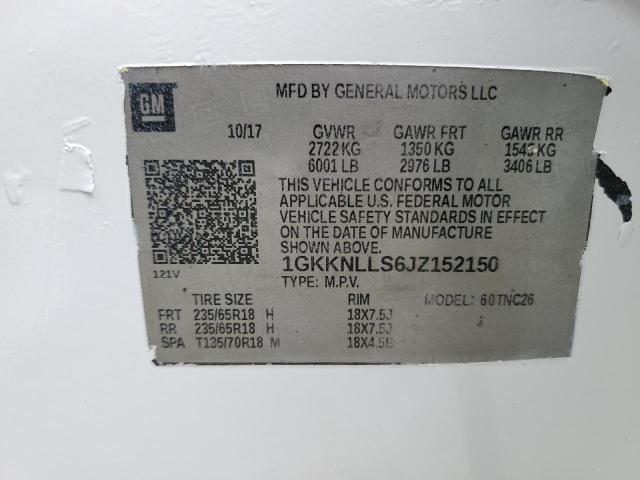 GM
MFD BY GENERAL MOTORS LLC
10/17 GVWR GAWR FRT GAWR RR
2722 KG 1350 KG 1543 KG
6001 LB 2976 LB 3406 LB
THIS VEHICLE CONFORMS TO ALL
APPLICABLE U.S. FEDERAL MOTOR
VEHICLE SAFETY STANDARDS IN EFFECT
ON THE DATE OF MANUFACTURE
SHOWN ABOVE.
121V 1GKKNLLS6JZ152150
TYPE: M.P.V.
TIRE SIZE RIM MODEL: 60TNC26
FRT 235/65R18 H 18X7.5J
RR 235/65R18 H 18X7.5J
SPA T135/70R18 M 18X4.5B